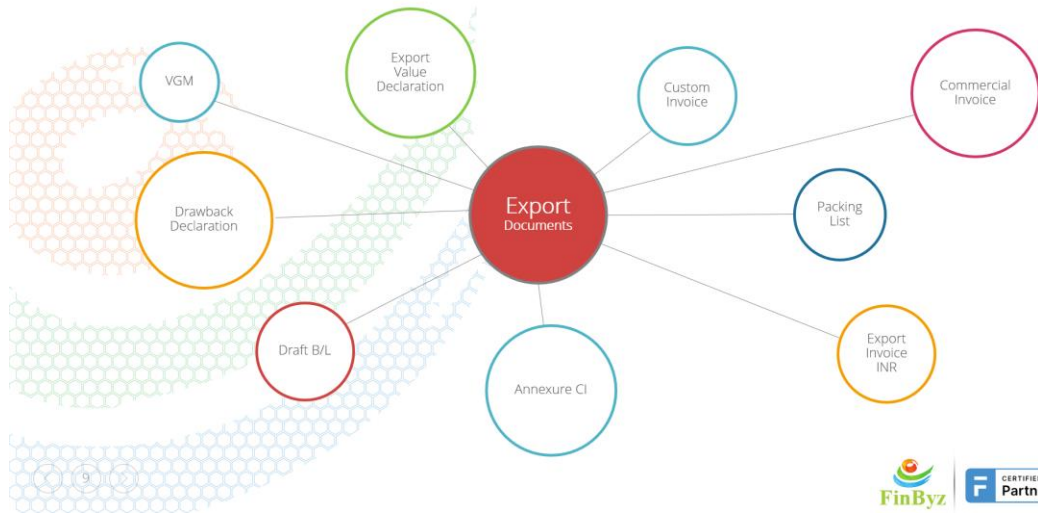 VGM
Export
Value
Declaration
Custom
Invoice
Commercial
Invoice
Drawback
Declaration
Export
Documents
Packing
List
Draft B/L
Annexure CI
Export
Invoice
INR
9
FinByz
CERTIFIE
Partn